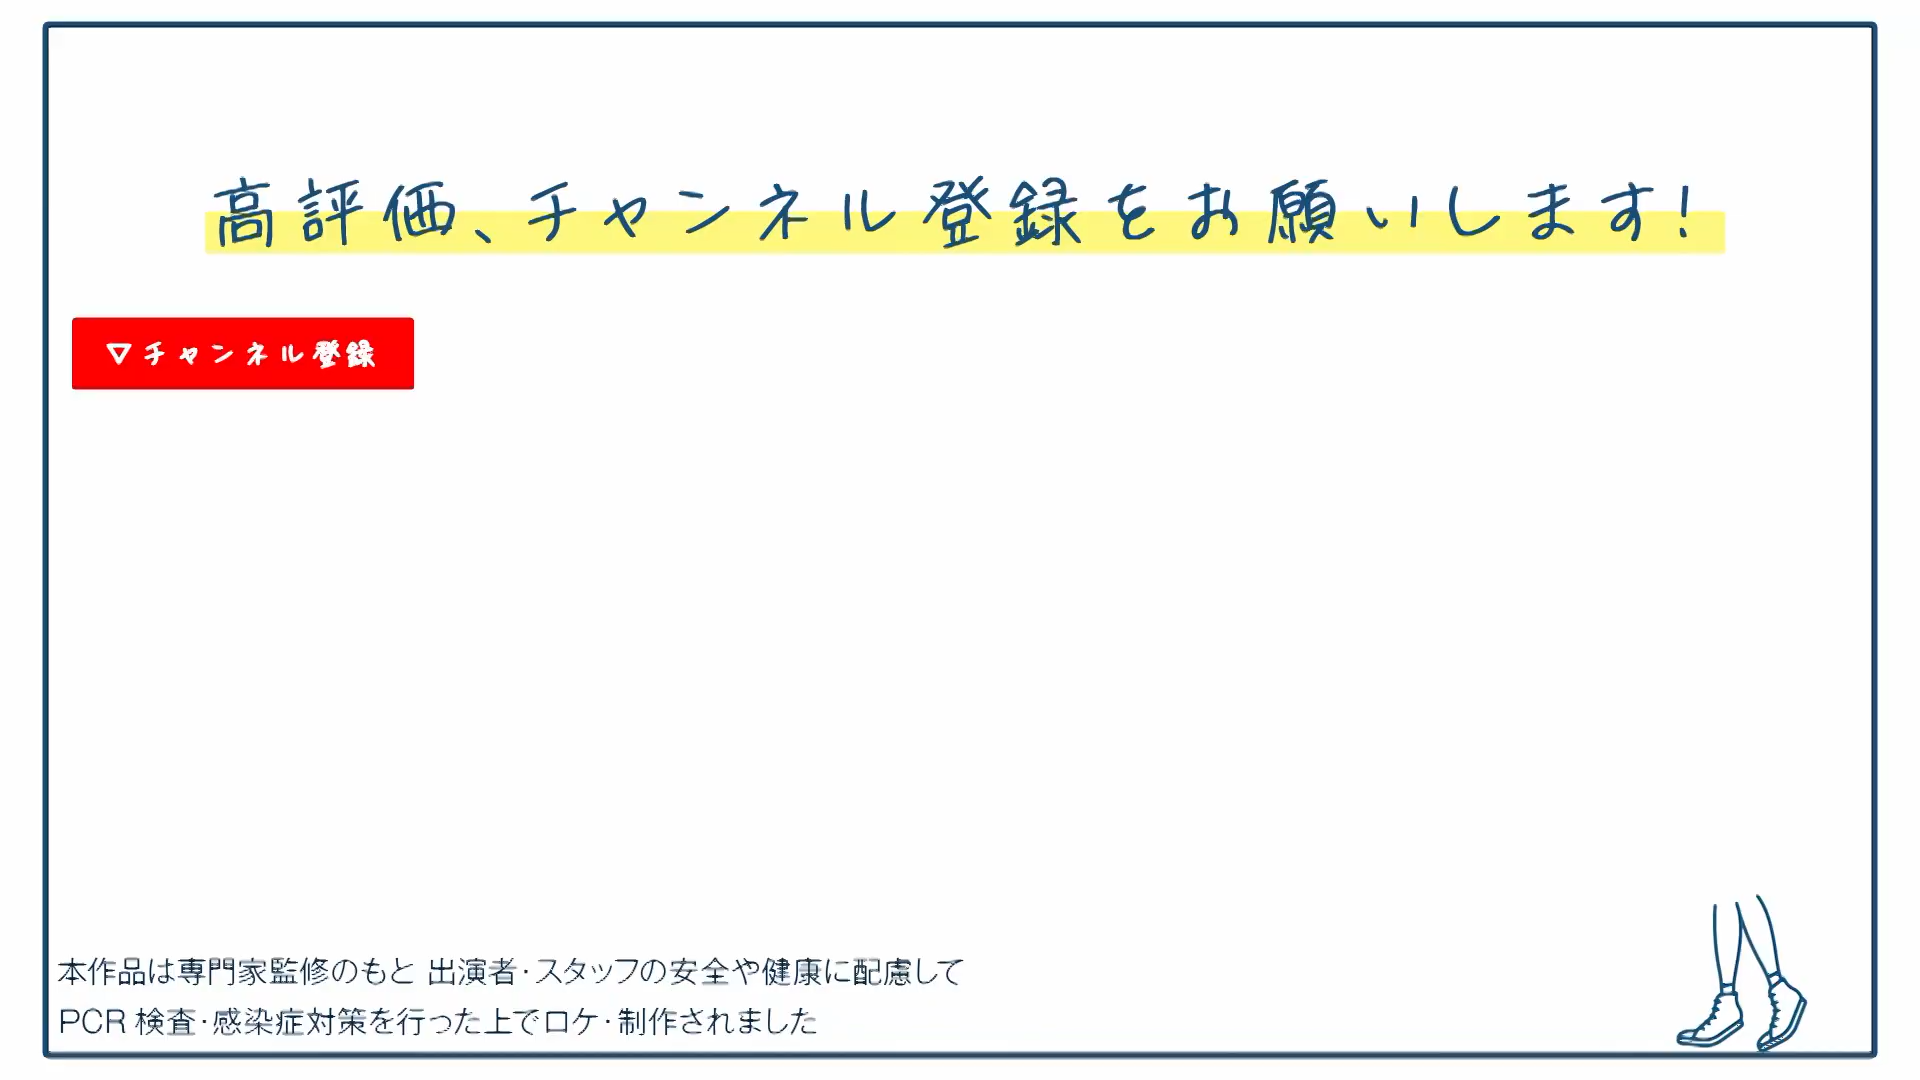 高評価、チャンネル登録をお願いします!
▽チャンネル登録
本作品は専門家監修のもと 出演者・スタッフの安全や健康に配慮して
PCR 検査・感染症対策を行った上でロケ・制作されました